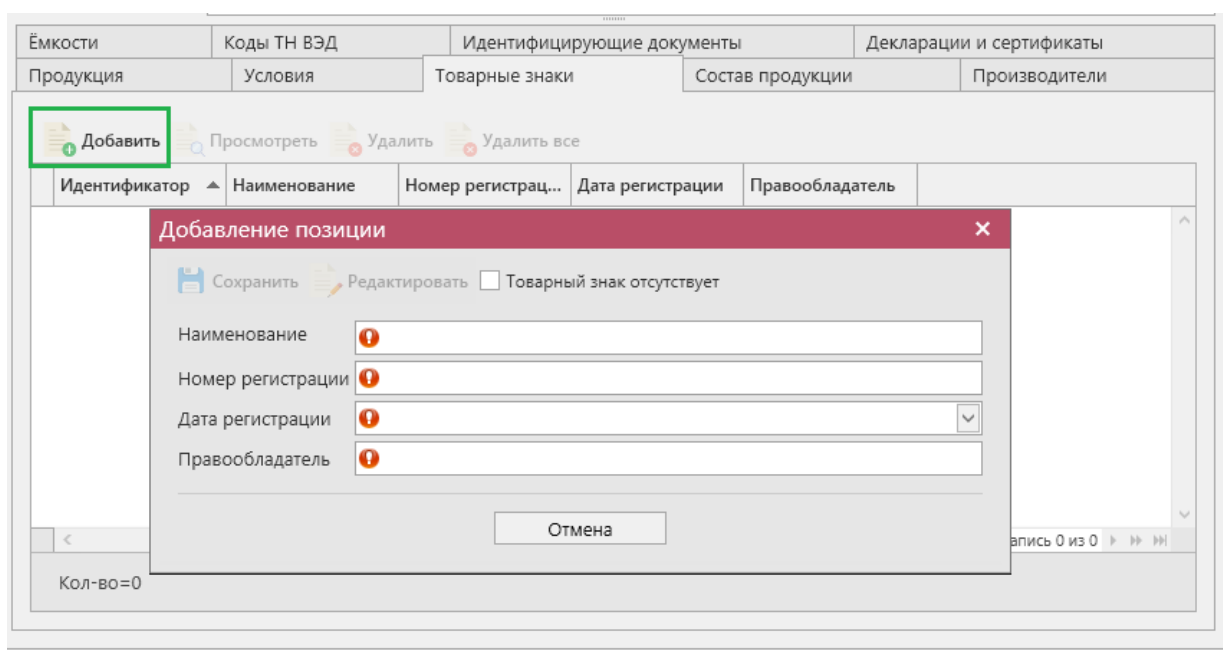 Ёмкости Коды ТН ВЭД Идентифицирующие документы Декларации и сертификаты
Продукция Условия Товарные знаки Состав продукции Производители
Добавить Просмотреть Удалить Удалить все
Идентификатор Наименование Номер регистрац... Дата регистрации Правообладатель
Добавление позиции
Сохранить Редактировать Товарный знак отсутствует
Наименование
Номер регистрации
Дата регистрации
Правообладатель
Отмена
апись 0 из 0
Кол-во=0